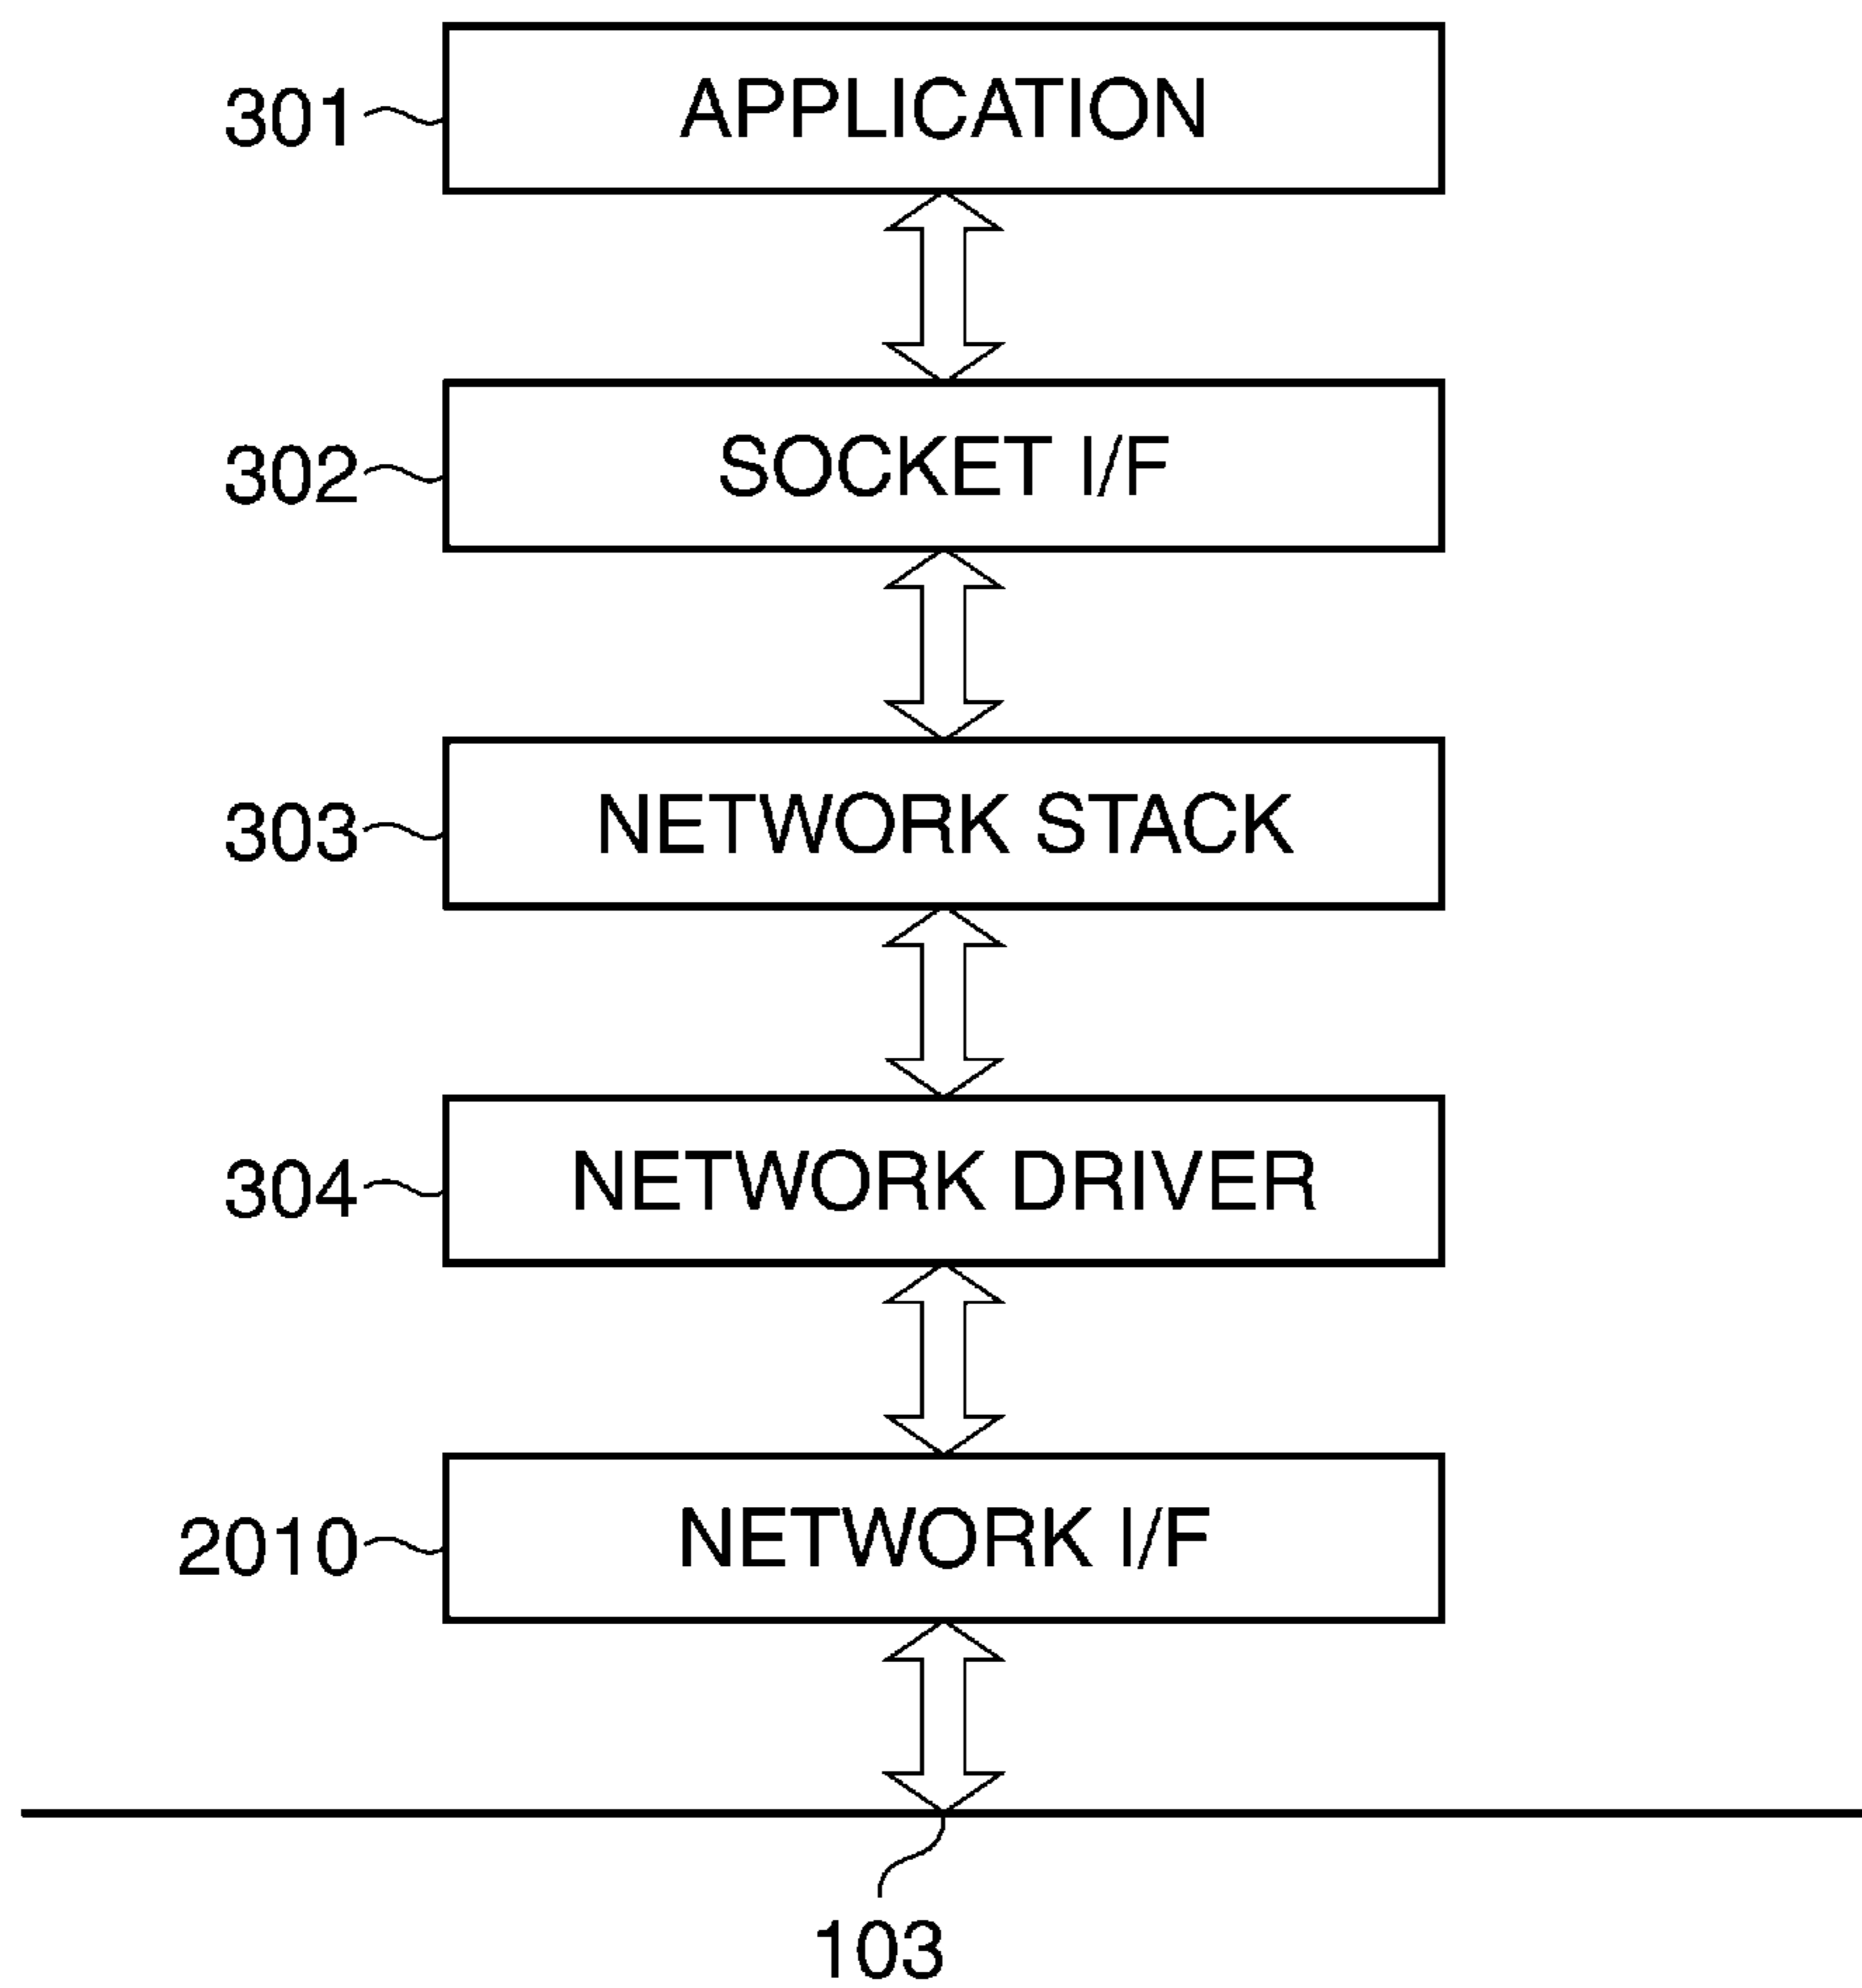 301 APPLICATION
302 SOCKET I/F
303 NETWORK STACK
304 NETWORK DRIVER
2010 NETWORK I/F
103